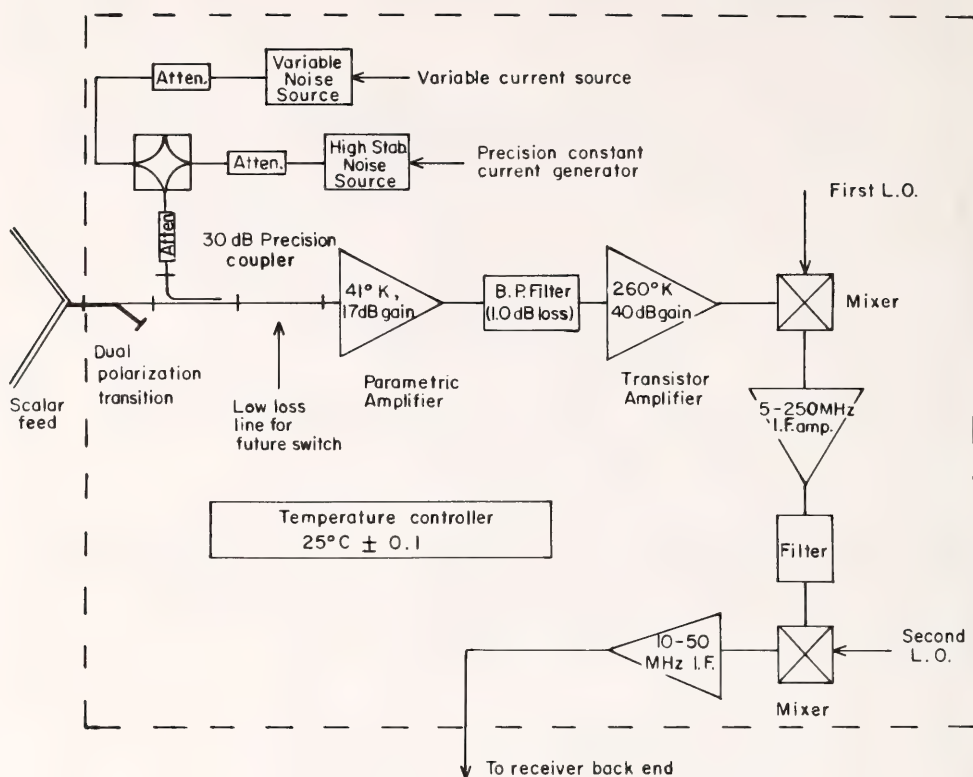 Atten.
Variable
Noise
Source
Variable current source
Atten.
High Stab.
Noise
Source
Precision constant
current generator
Atten
30 dB Precision
coupler
First L.O.
41° K,
17dB gain
B. P. Filter
(1.0 dB loss)
260°K
40 dB gain
Mixer
Dual
polarization
transition
Scalar
feed
Parametric
Amplifier
Transistor
Amplifier
Low loss
line for
future switch
5-250MHz
I.F. amp.
Temperature controller
25°C ± 0.1
Filter
10-50
MHz I.F.
Second
L.O.
Mixer
To receiver back end